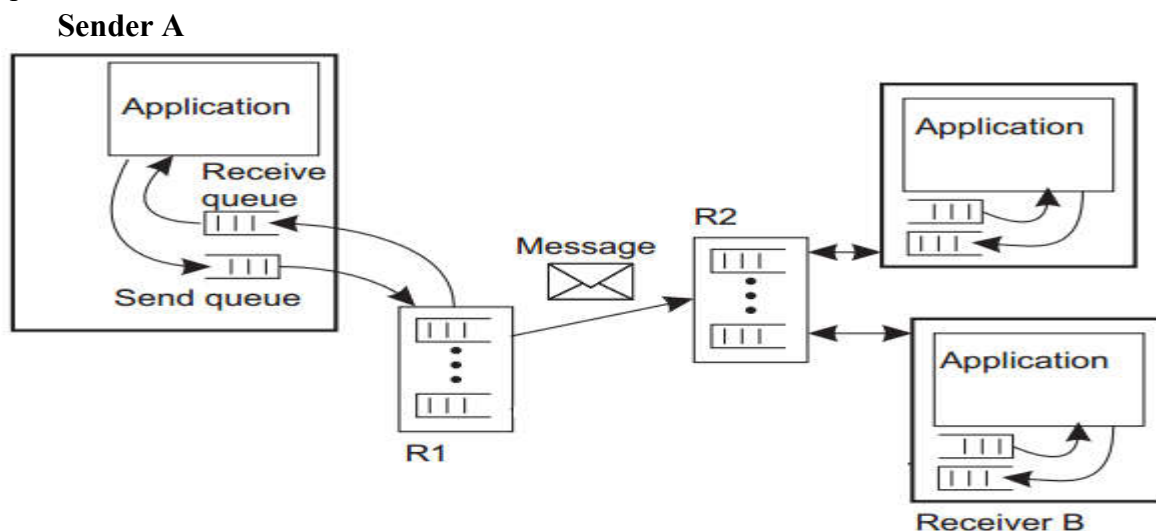 Sender A
Application
Receive
queue
Send queue
R1
Message
R2
Application
Application
Receiver B